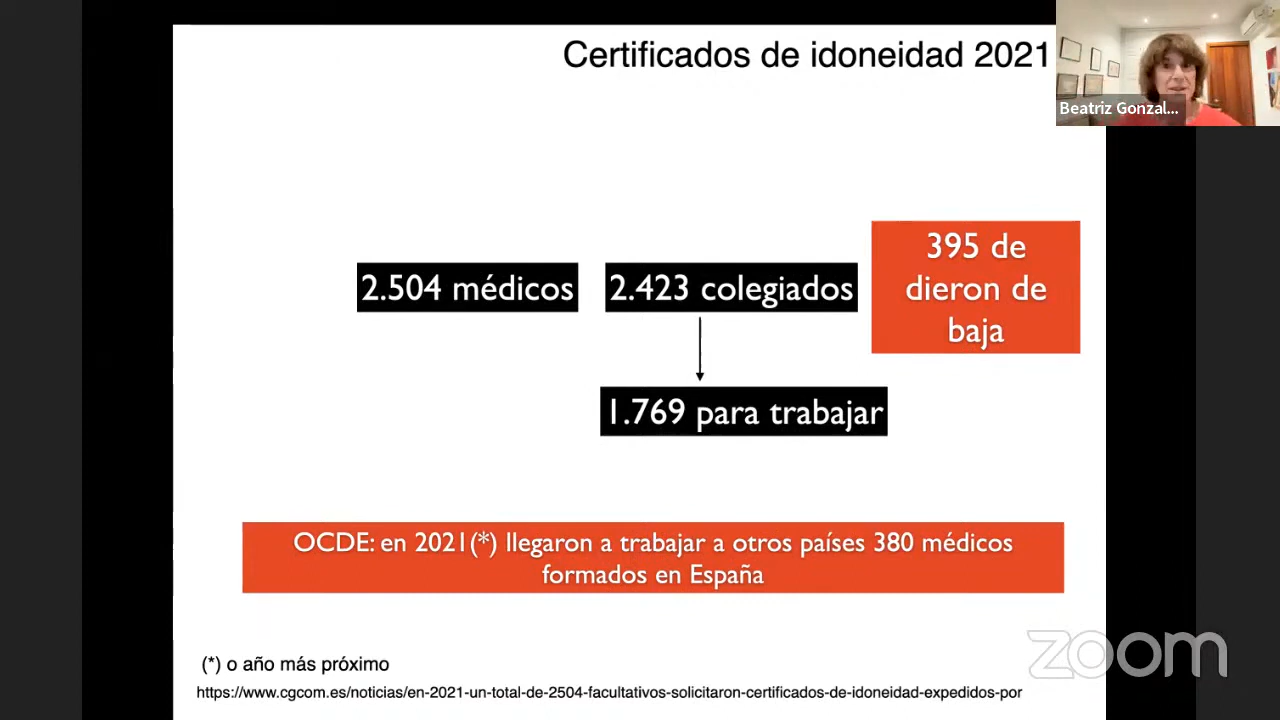 Certificados de idoneidad 2021
Beatriz Gonzal...
2.504 médicos
2.423 colegiados
395 de
dieron de
baja
1.769 para trabajar
OCDE: en 2021(*) llegaron a trabajar a otros países 380 médicos
formados en España
(*) o año más próximo
https://www.cgcom.es/noticias/en-2021-un-total-de-2504-facultativos-solicitaron-certificados-de-idoneidad-expedidos-por
zoom